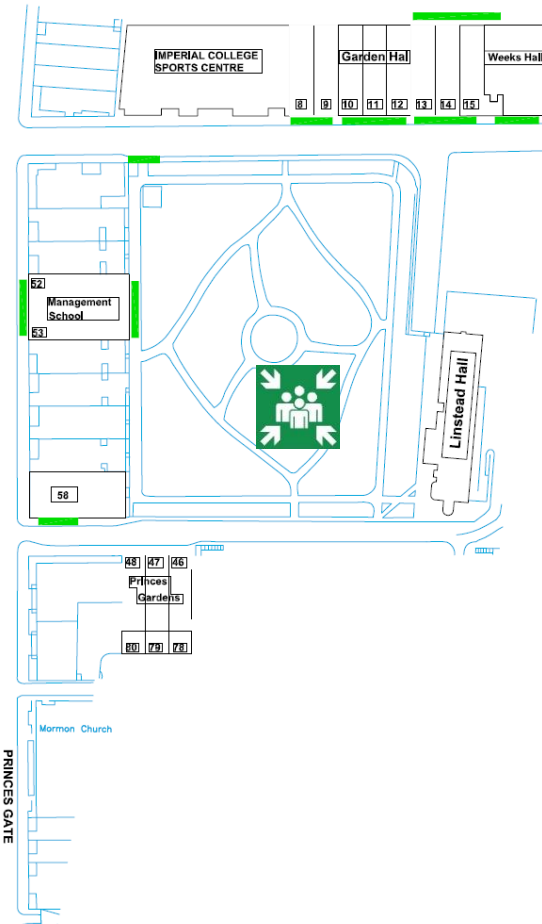 IMPERIAL COLLEGE
SPORTS CENTRE
Garden Hal
Weeks Hall
8 9 10 11 12 13 14 15
52
Management
School
53
Linstead Hall
58
48 47 46
Princes
Gardens
80 79 78
Mormon Church
PRINCES GATE